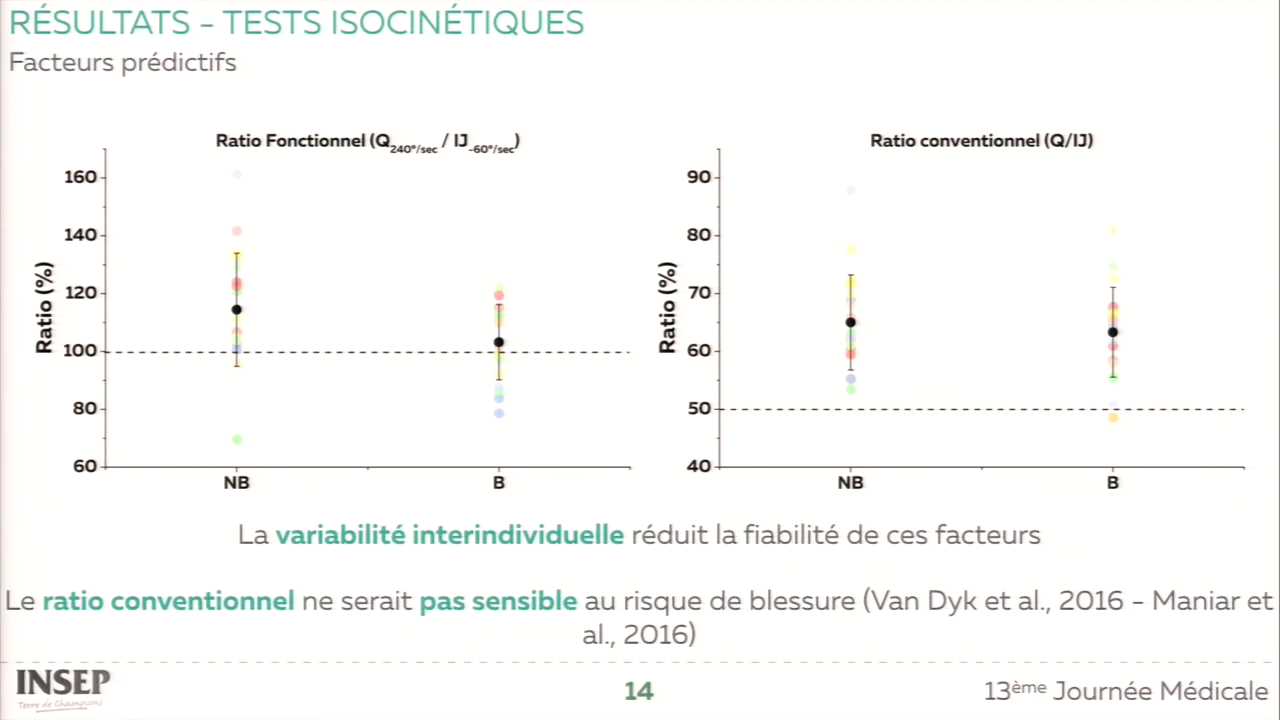 RÉSULTATS - TESTS ISOCINÉTIQUES
Facteurs prédictifs
Ratio Fonctionnel (Q240°/sec / IJ-60°/sec)
160
140
120
100
80
60
Ratio (%)
NB
B
Ratio conventionnel (Q/IJ)
90
80
70
60
50
40
Ratio (%)
NB
B
La variabilité interindividuelle réduit la fiabilité de ces facteurs
Le ratio conventionnel ne serait pas sensible au risque de blessure (Van Dyk et al., 2016 - Maniar et
al., 2016)
INSEP
Terre de Champions
14
13ème Journée Médicale